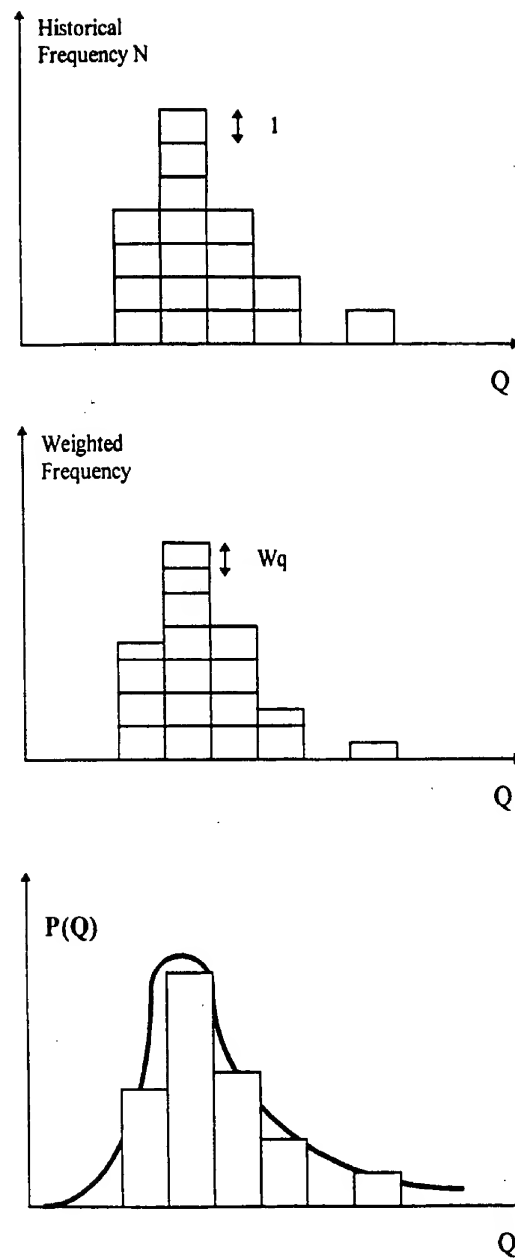 Historical
Frequency N
1
Q
Weighted
Frequency
Wq
Q
P(Q)
Q